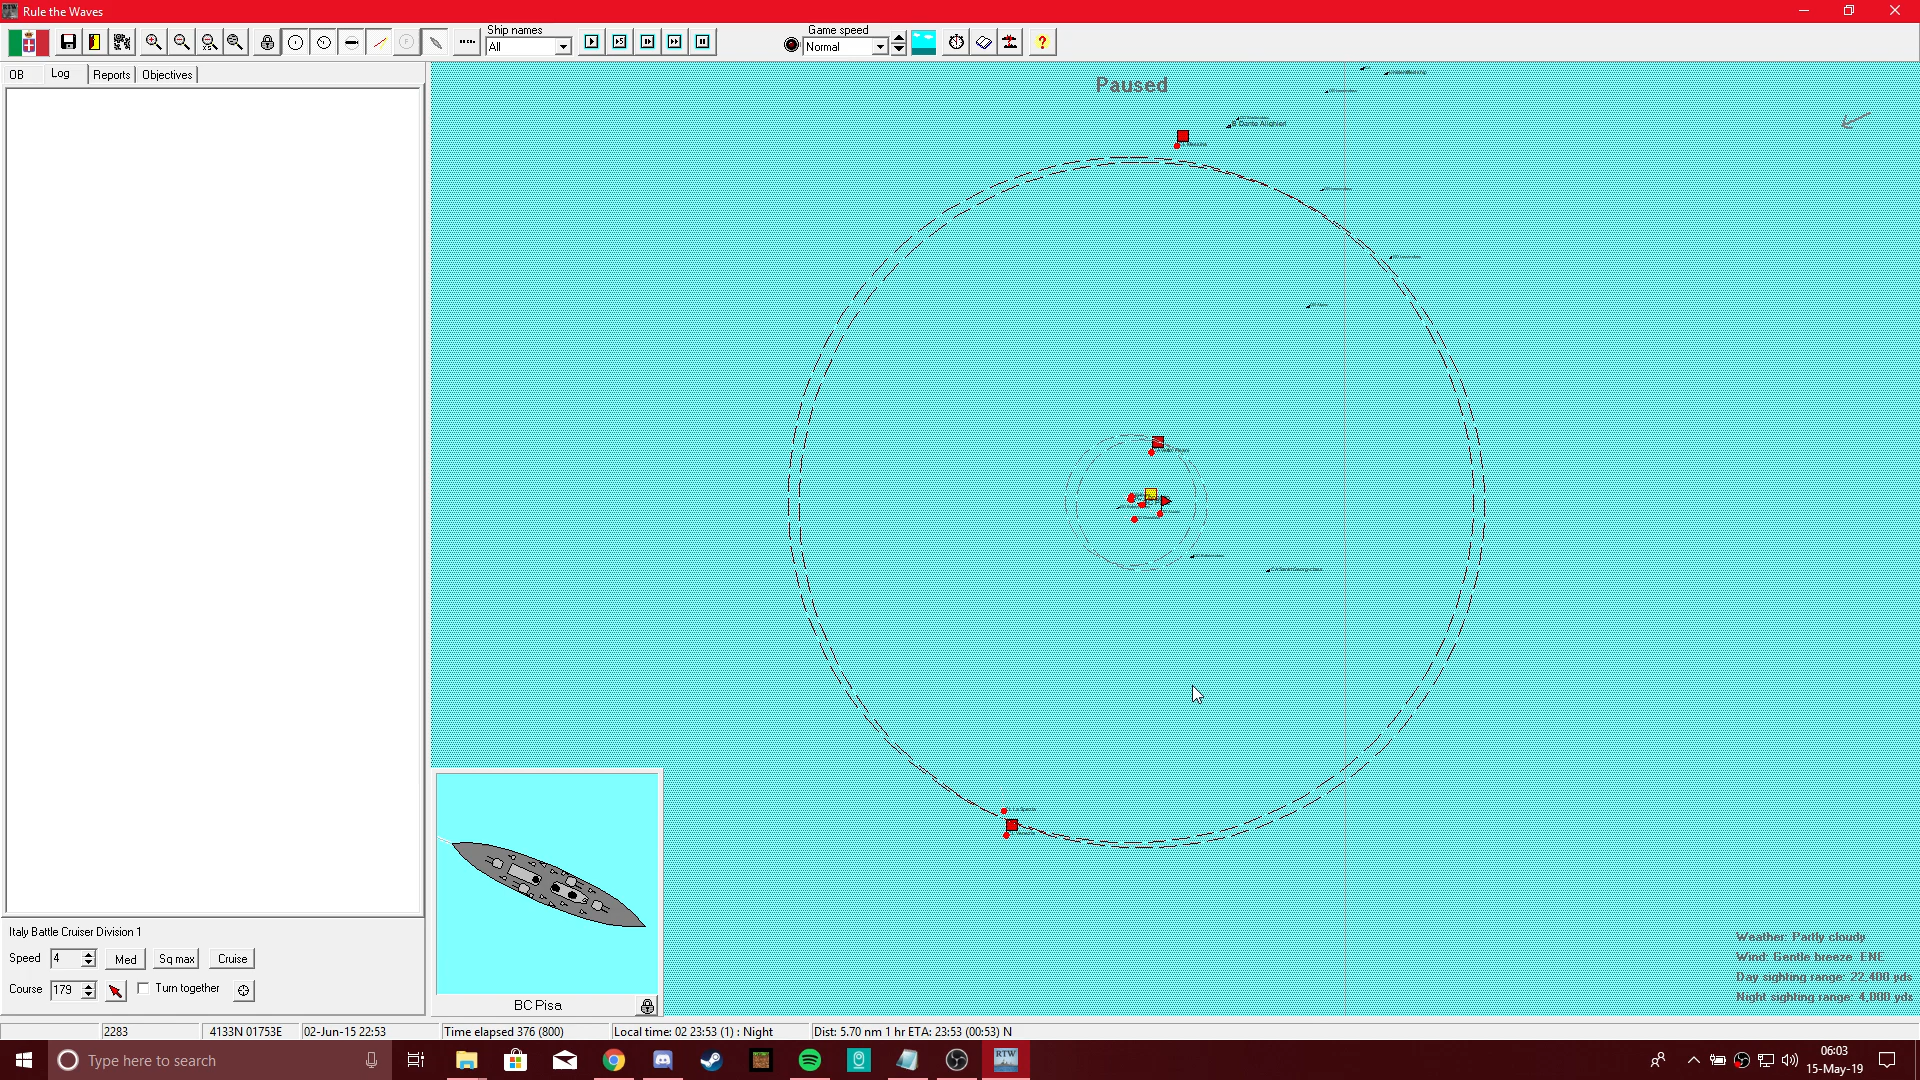 Rule the Waves
Ship names
All
Game speed
Normal
OB
Log
Reports
Objectives
Paused
B Dante Alighieri
Italy Battle Cruiser Division 1
Speed
4
Med
Sq max
Cruise
Course
179
Turn together
BC Pisa
Weather: Partly cloudy
Wind: Gentle breeze ENE
Day sighting range: 22,400 yds
Night sighting range: 4,000 yds
2283
4133N 01753E
02-Jun-15 22:53
Time elapsed 376 (800)
Local time: 02 23:53 (1) : Night
Dist: 5.70 nm 1 hr ETA: 23:53 (00:53) N
Type here to search
RTW
06:03
15-May-19